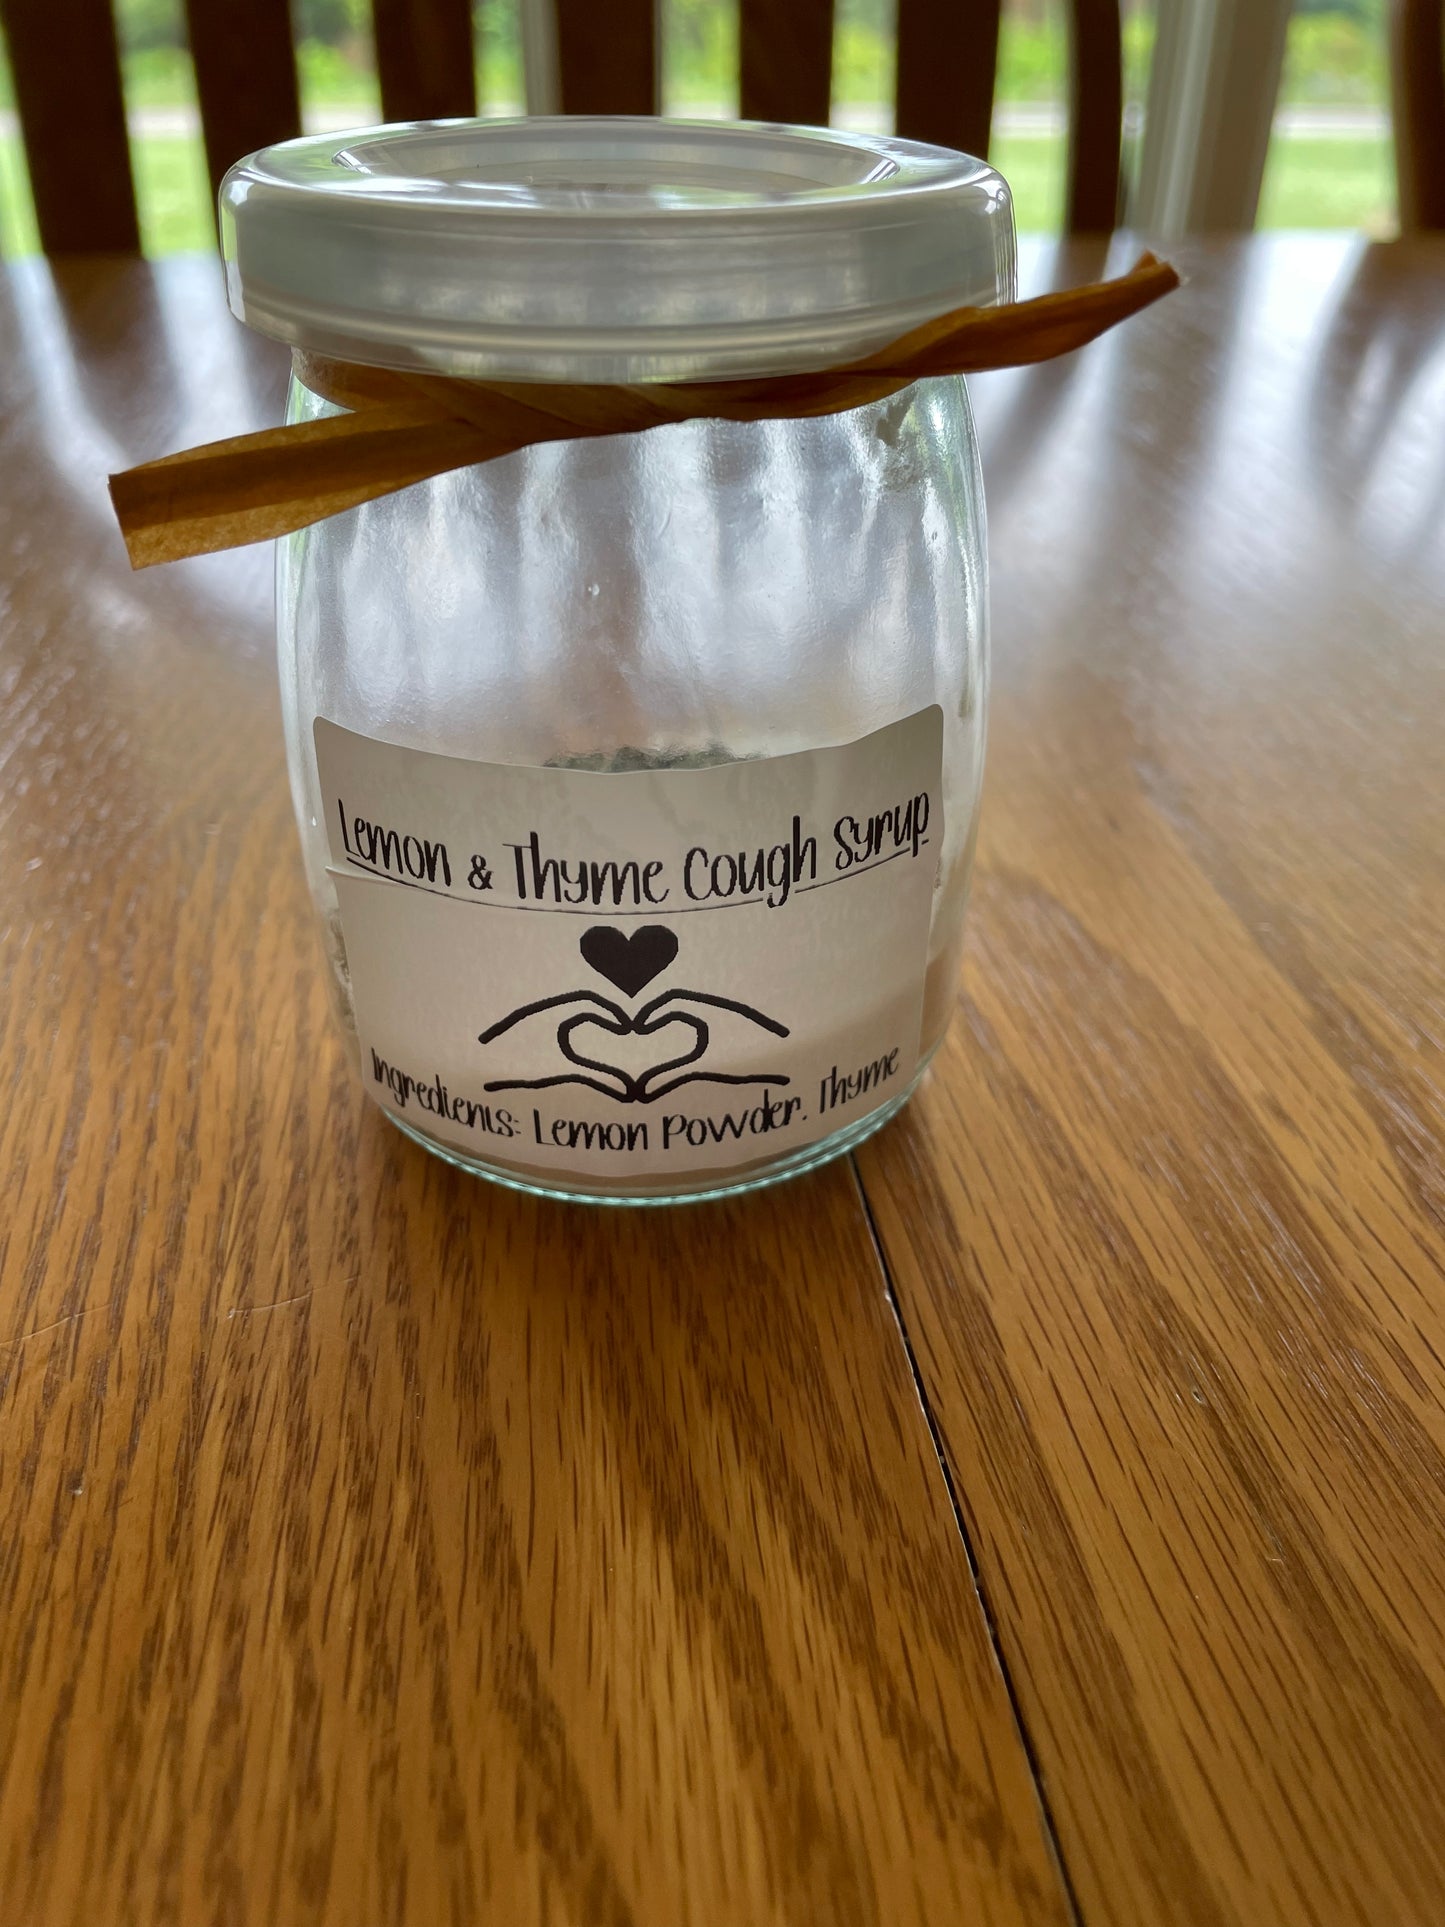 Lemon & Thyme Cough Syrup
Ingredients: Lemon Powder, Thyme